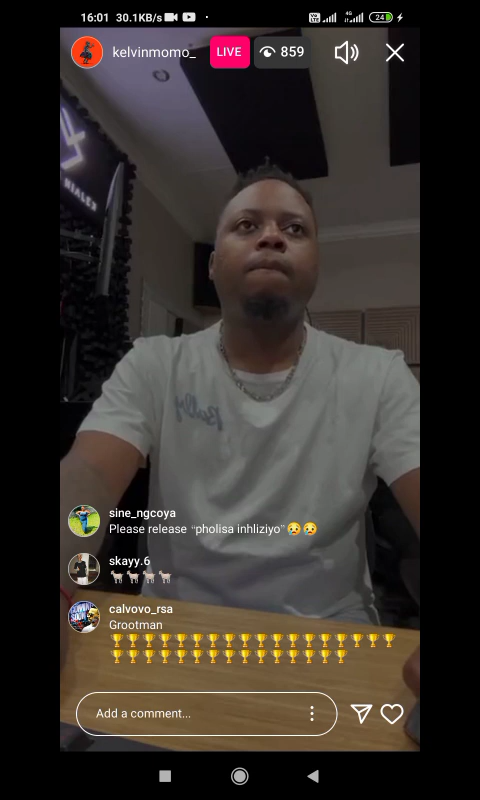 16:01 30.1KB/s
4G
24
kelvinmomo_
LIVE
859
sine_ngcoya
Please release “pholisa inhliziyo”😢😢
skayy.6
🐐🐐🐐🐐
calvovo_rsa
Grootman
🏆🏆🏆🏆🏆🏆🏆🏆🏆🏆🏆🏆🏆🏆🏆🏆🏆🏆
🏆🏆🏆🏆🏆🏆🏆🏆🏆🏆🏆🏆🏆🏆🏆
Add a comment...